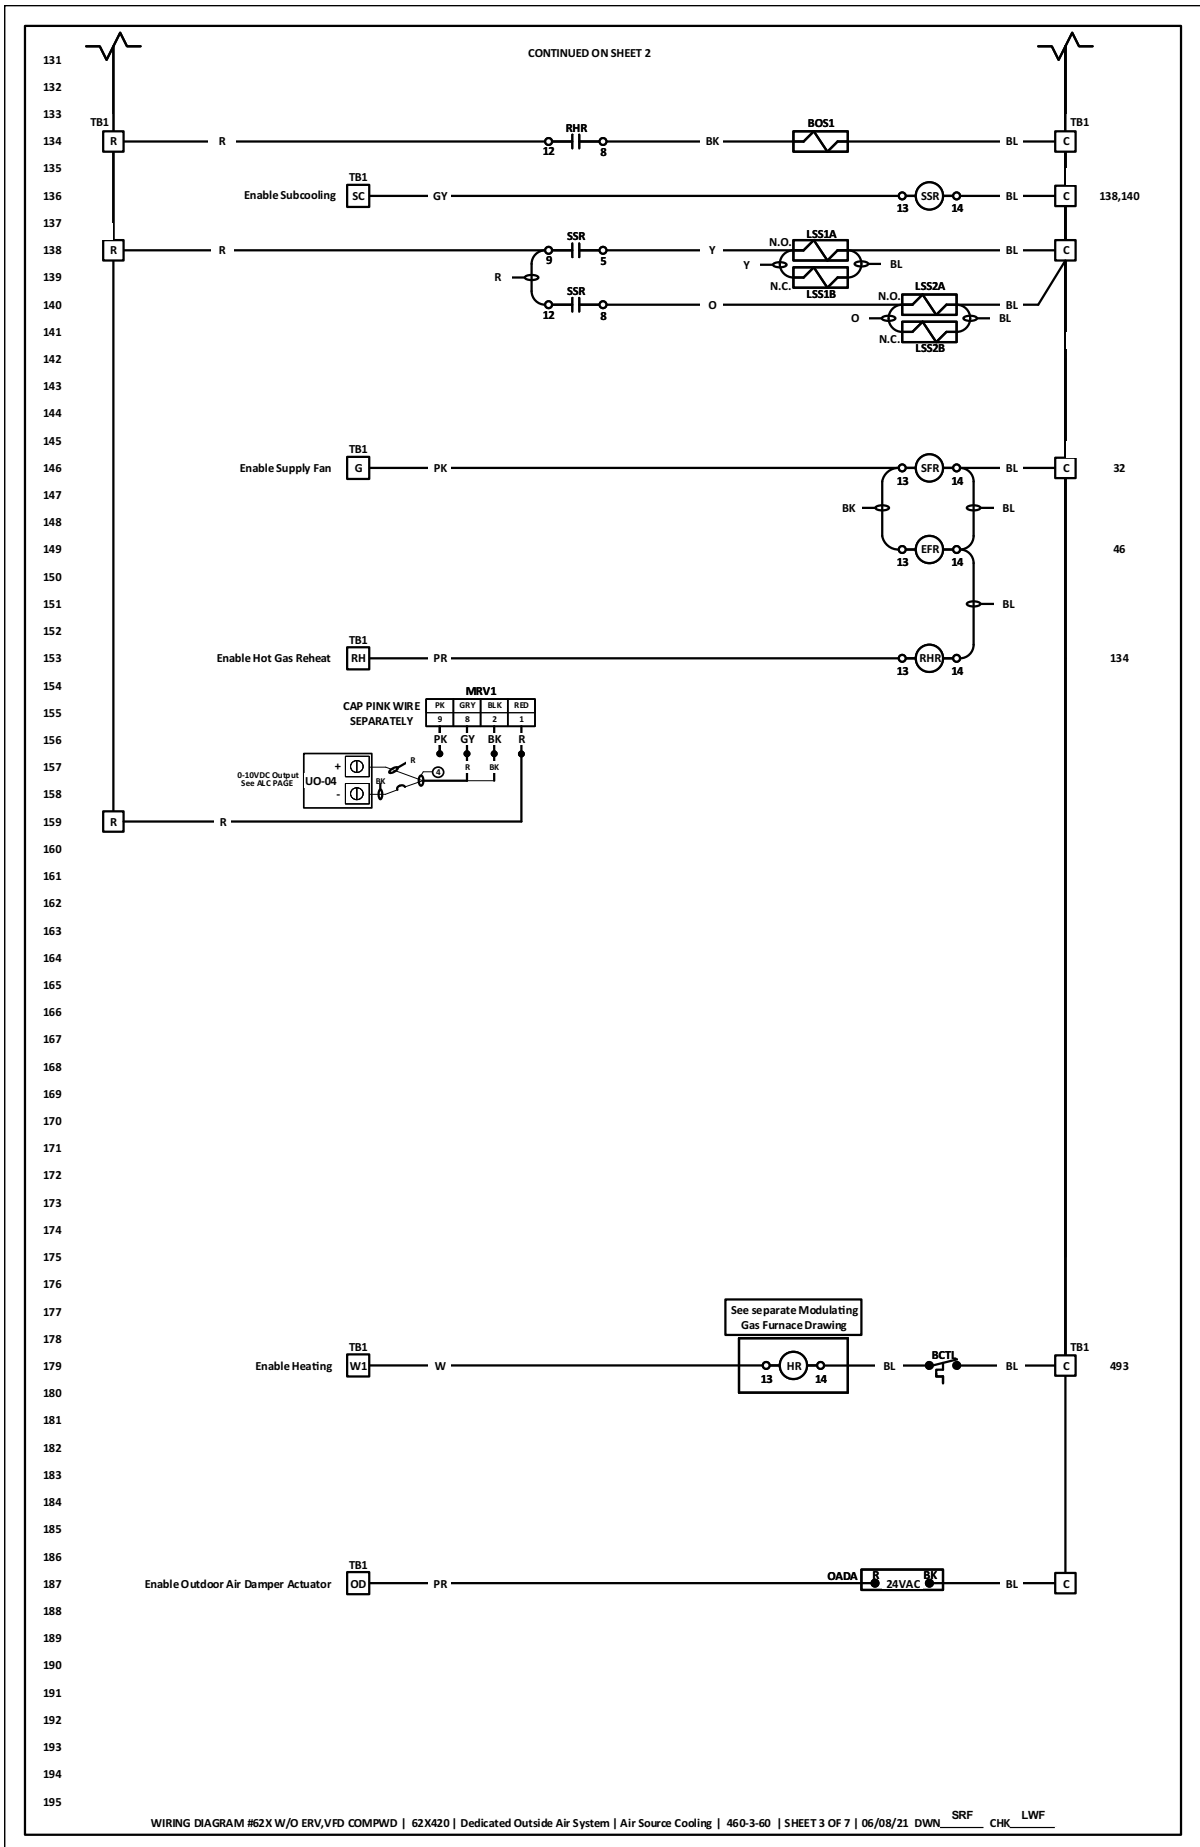 CONTINUED ON SHEET 2
131
132
133
TB1 TB1
134 R R RHR 12 8 BK BOS1 BL C
135
TB1
136 Enable Subcooling SC GY 13 SSR 14 BL C 138,140
137
138 R R SSR 9 5 Y N.O. LSS1A BL C
139 R Y N.C. LSS1B BL
140 SSR 12 8 O N.O. LSS2A BL
141 O N.C. LSS2B BL
142
143
144
145
TB1
146 Enable Supply Fan G PK 13 SFR 14 BL C 32
147
BK BL
148
149 13 EFR 14 46
150
151 BL
152
TB1
153 Enable Hot Gas Reheat RH PR 13 RHR 14 134
154
MRV1
155 CAP PINK WIRE SEPARATELY
PK GRY BLK RED
9 8 2 1
156 PK GY BK R
157 0-10VDC Output + R 4 R BK
See ALC PAGE UO-04
158 - BK
159 R R
160
161
162
163
164
165
166
167
168
169
170
171
172
173
174
175
176
177 See separate Modulating
Gas Furnace Drawing
178
TB1 TB1
179 Enable Heating W1 W 13 HR 14 BL BCTL BL C 493
180
181
182
183
184
185
186
TB1
187 Enable Outdoor Air Damper Actuator OD PR OADA R 24VAC BK BL C
188
189
190
191
192
193
194
195
WIRING DIAGRAM #62X W/O ERV,VFD COMPWD | 62X420 | Dedicated Outside Air System | Air Source Cooling | 460-3-60 | SHEET 3 OF 7 | 06/08/21 DWN SRF CHK LWF